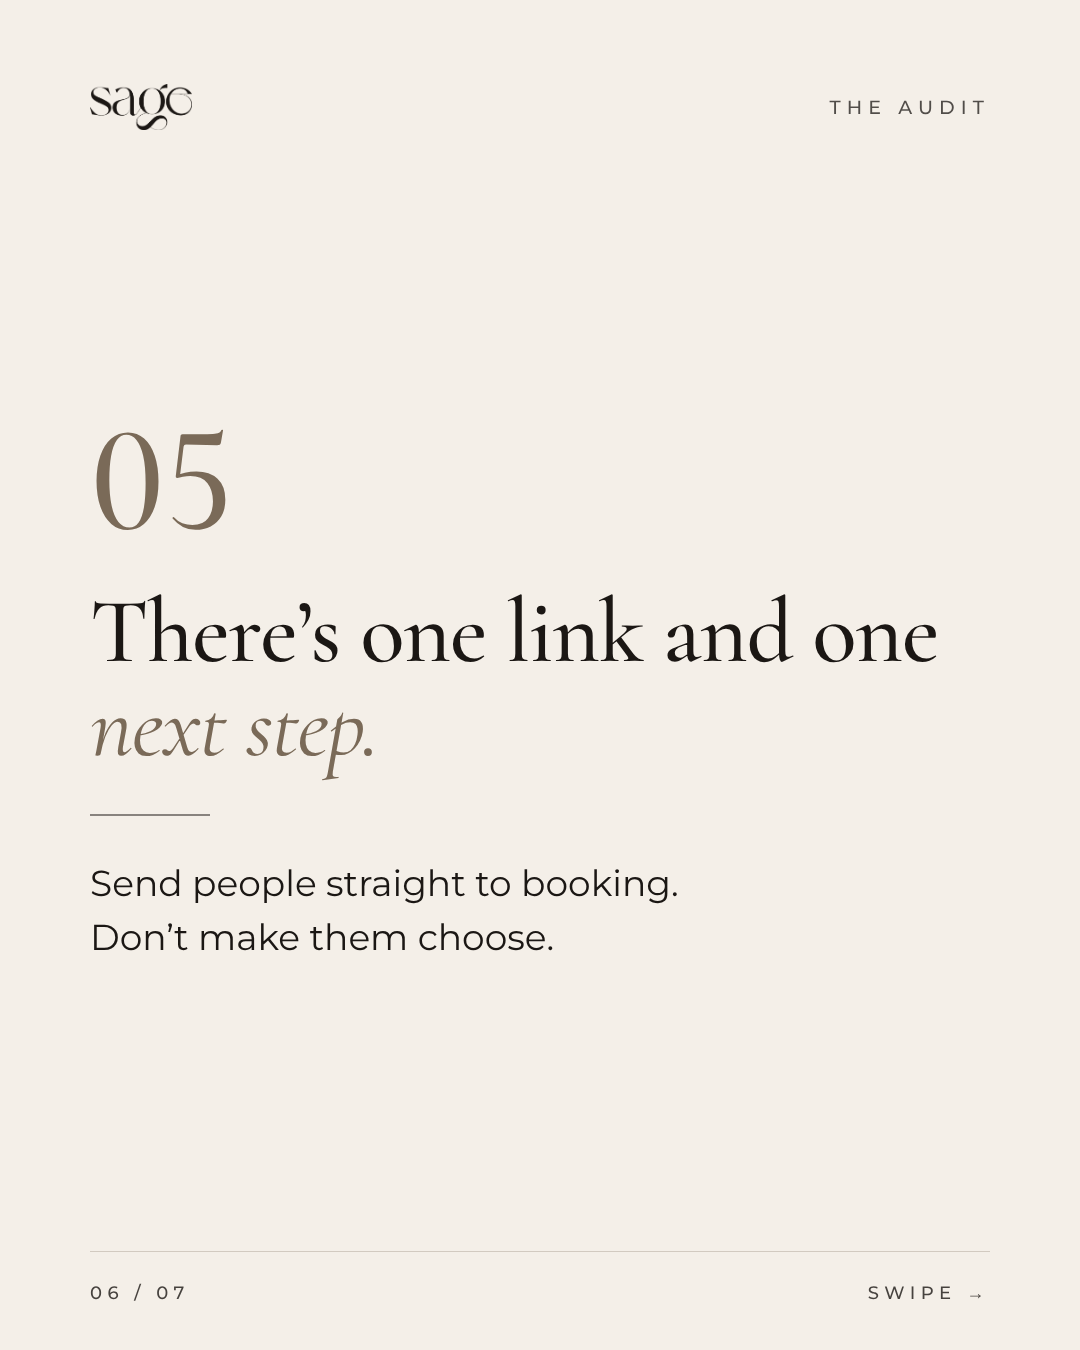 sage
THE AUDIT
05
There’s one link and one
next step.
Send people straight to booking.
Don’t make them choose.
06 / 07
SWIPE →